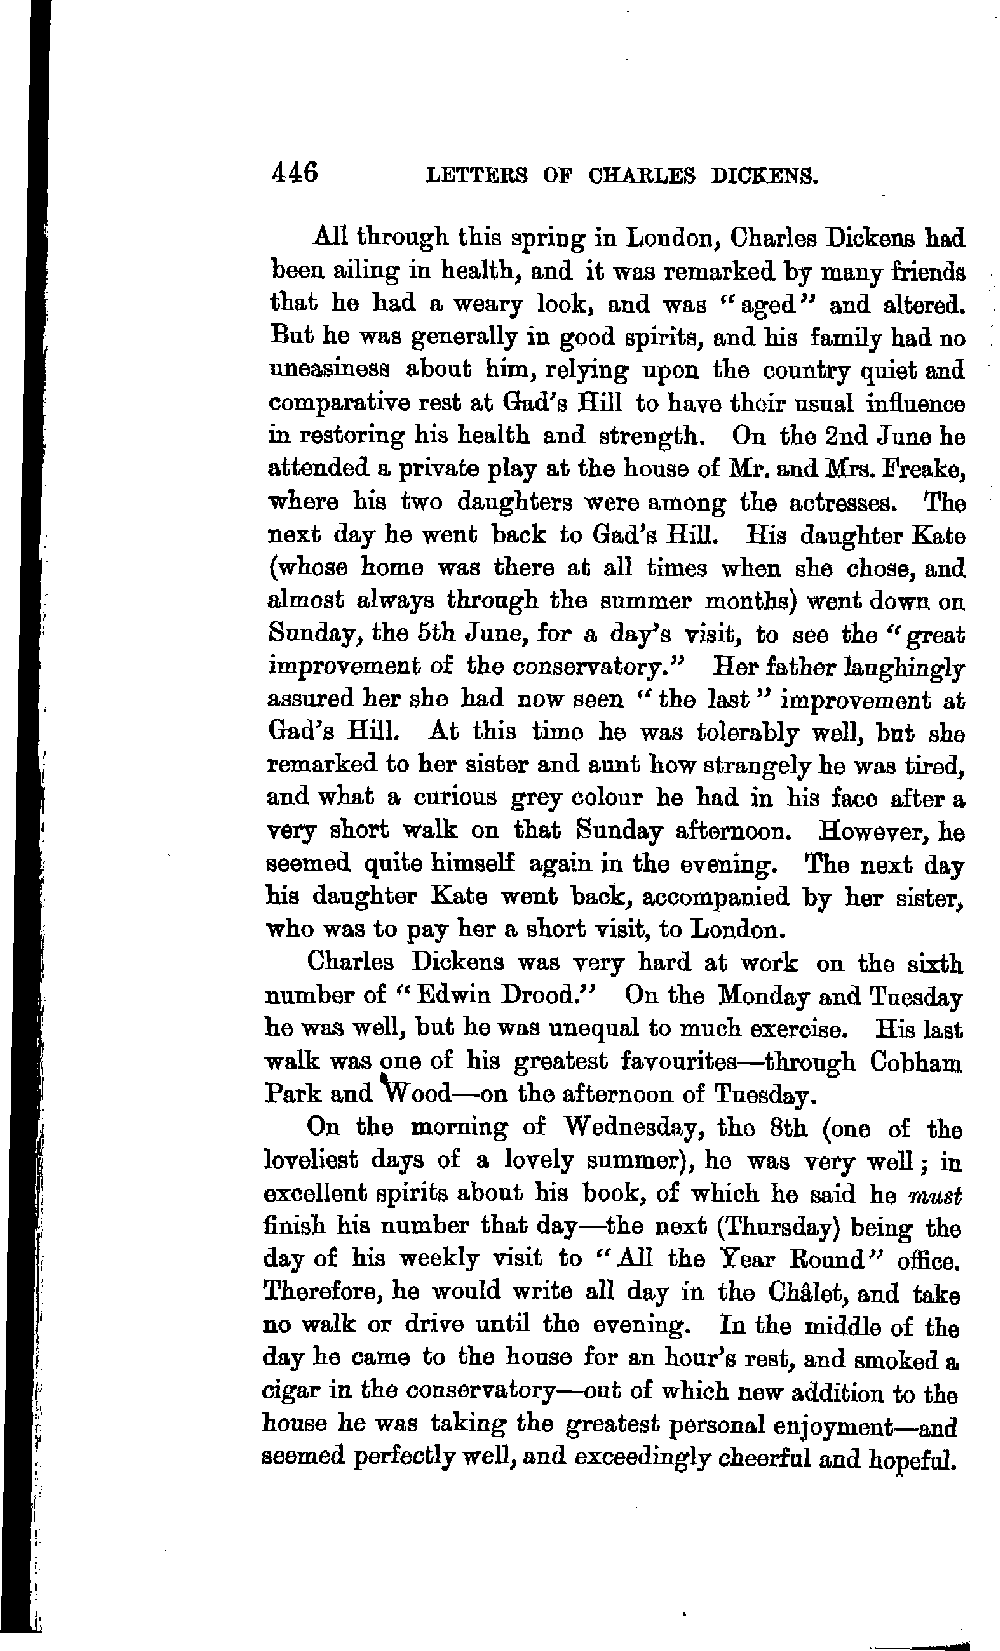 446 LETTERS OF CHARLES DICKENS.
All through this spring in London, Charles Dickens had
been ailing in health, and it was remarked by many friends
that he had a weary look, and was “aged” and altered.
But he was generally in good spirits, and his family had no
uneasiness about him, relying upon the country quiet and
comparative rest at Gad's Hill to have their usual influence
in restoring his health and strength. On the 2nd June he
attended a private play at the house of Mr. and Mrs. Freake,
where his two daughters were among the actresses. The
next day he went back to Gad's Hill. His daughter Kate
(whose home was there at all times when she chose, and
almost always through the summer months) went down on
Sunday, the 5th June, for a day's visit, to see the “great
improvement of the conservatory.” Her father laughingly
assured her she had now seen “the last” improvement at
Gad's Hill. At this time he was tolerably well, but she
remarked to her sister and aunt how strangely he was tired,
and what a curious grey colour he had in his face after a
very short walk on that Sunday afternoon. However, he
seemed quite himself again in the evening. The next day
his daughter Kate went back, accompanied by her sister,
who was to pay her a short visit, to London.
Charles Dickens was very hard at work on the sixth
number of “Edwin Drood.” On the Monday and Tuesday
he was well, but he was unequal to much exercise. His last
walk was one of his greatest favourites—through Cobham
Park and Wood—on the afternoon of Tuesday.
On the morning of Wednesday, the 8th (one of the
loveliest days of a lovely summer), he was very well; in
excellent spirits about his book, of which he said he must
finish his number that day—the next (Thursday) being the
day of his weekly visit to “All the Year Round” office.
Therefore, he would write all day in the Châlet, and take
no walk or drive until the evening. In the middle of the
day he came to the house for an hour's rest, and smoked a
cigar in the conservatory—out of which new addition to the
house he was taking the greatest personal enjoyment—and
seemed perfectly well, and exceedingly cheerful and hopeful.